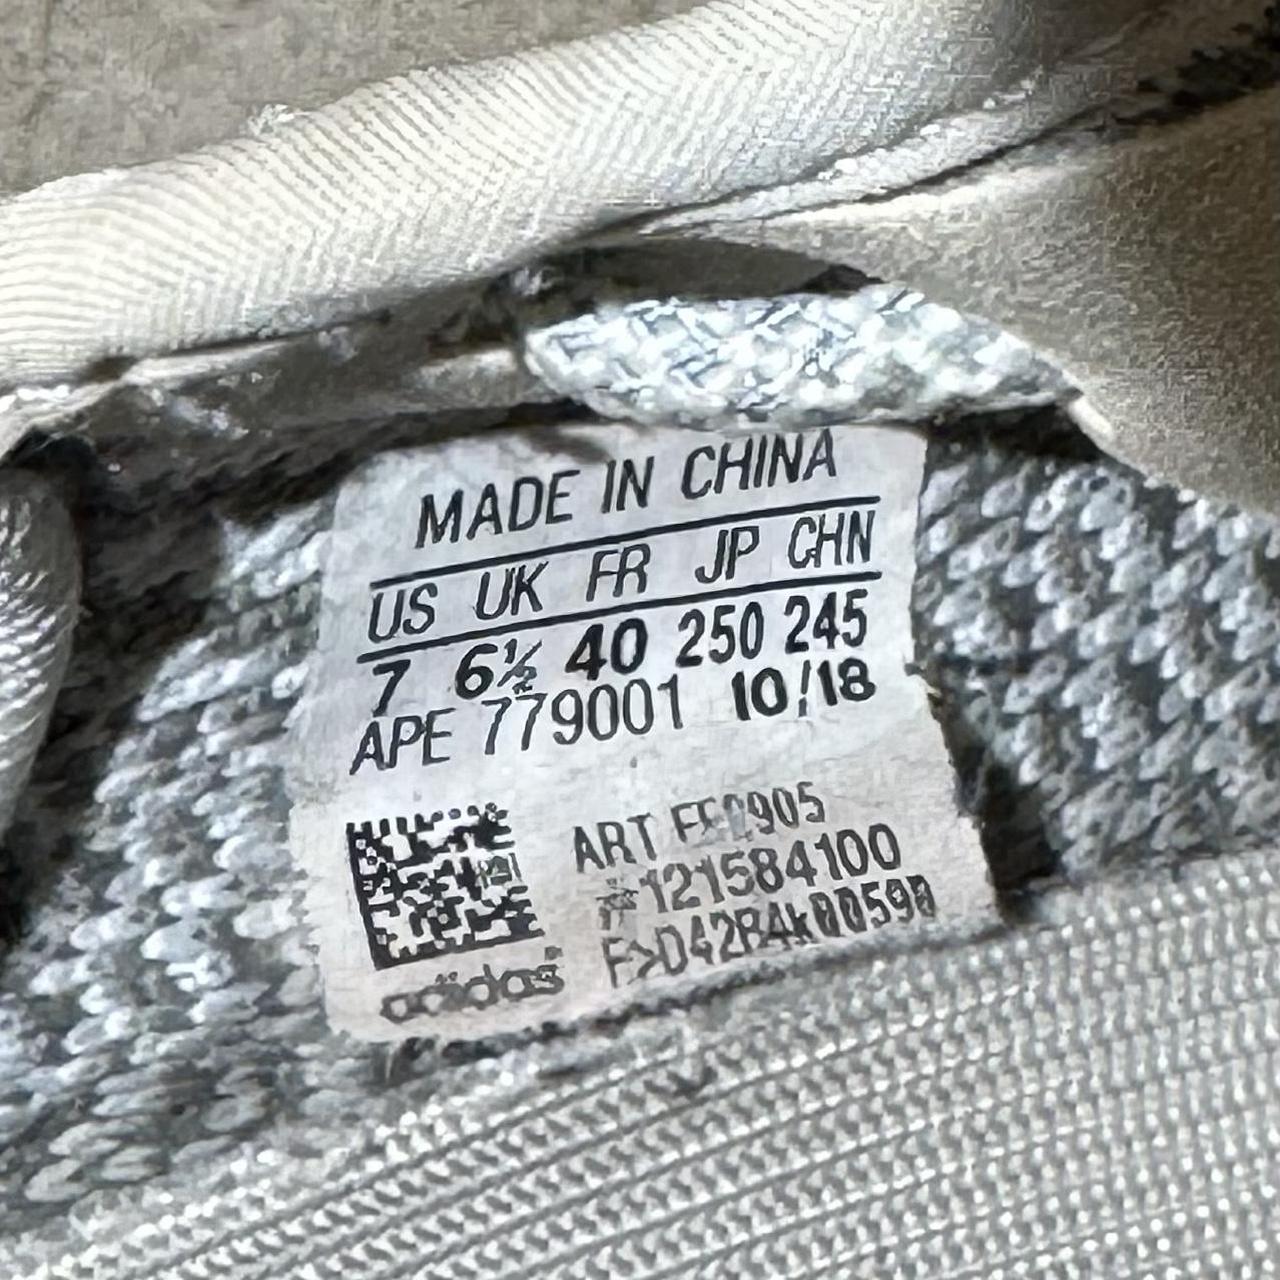 MADE IN CHINA
US UK FR JP CHN
7 6½ 40 250 245
APE 779001 10/18
ART
#121584100
adidas